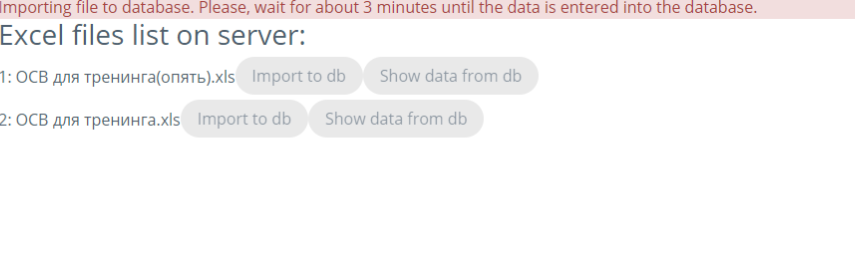 Importing file to database. Please, wait for about 3 minutes until the data is entered into the database.
Excel files list on server:
1: ОСВ для тренинга(опять).xls Import to db Show data from db
2: ОСВ для тренинга.xls Import to db Show data from db